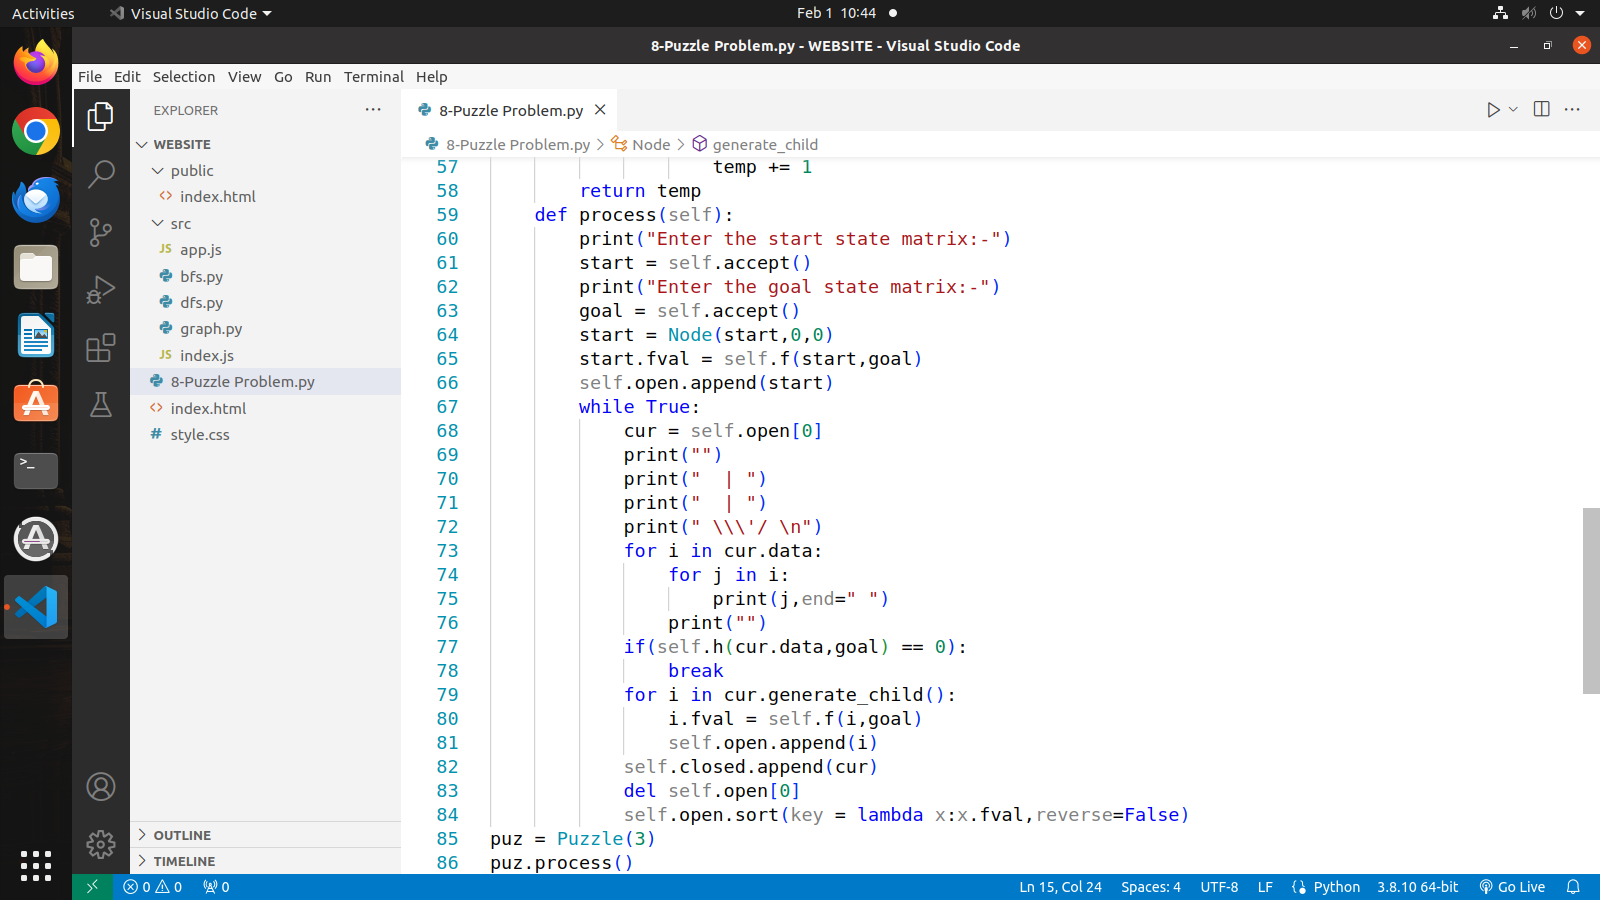 Activities
Visual Studio Code
Feb 1 10:44
8-Puzzle Problem.py - WEBSITE - Visual Studio Code
File Edit Selection View Go Run Terminal Help
EXPLORER
WEBSITE
public
<> index.html
src
JS app.js
bfs.py
dfs.py
graph.py
JS index.js
8-Puzzle Problem.py
<> index.html
# style.css
OUTLINE
TIMELINE
8-Puzzle Problem.py
8-Puzzle Problem.py > Node > generate_child
57 temp += 1
58 return temp
59 def process(self):
60 print("Enter the start state matrix:-")
61 start = self.accept()
62 print("Enter the goal state matrix:-")
63 goal = self.accept()
64 start = Node(start,0,0)
65 start.fval = self.f(start,goal)
66 self.open.append(start)
67 while True:
68 cur = self.open[0]
69 print("")
70 print("  | ")
71 print("  | ")
72 print(" \\\'/ \n")
73 for i in cur.data:
74 for j in i:
75 print(j,end=" ")
76 print("")
77 if(self.h(cur.data,goal) == 0):
78 break
79 for i in cur.generate_child():
80 i.fval = self.f(i,goal)
81 self.open.append(i)
82 self.closed.append(cur)
83 del self.open[0]
84 self.open.sort(key = lambda x:x.fval,reverse=False)
85 puz = Puzzle(3)
86 puz.process()
0 0 0 Ln 15, Col 24 Spaces: 4 UTF-8 LF Python 3.8.10 64-bit Go Live